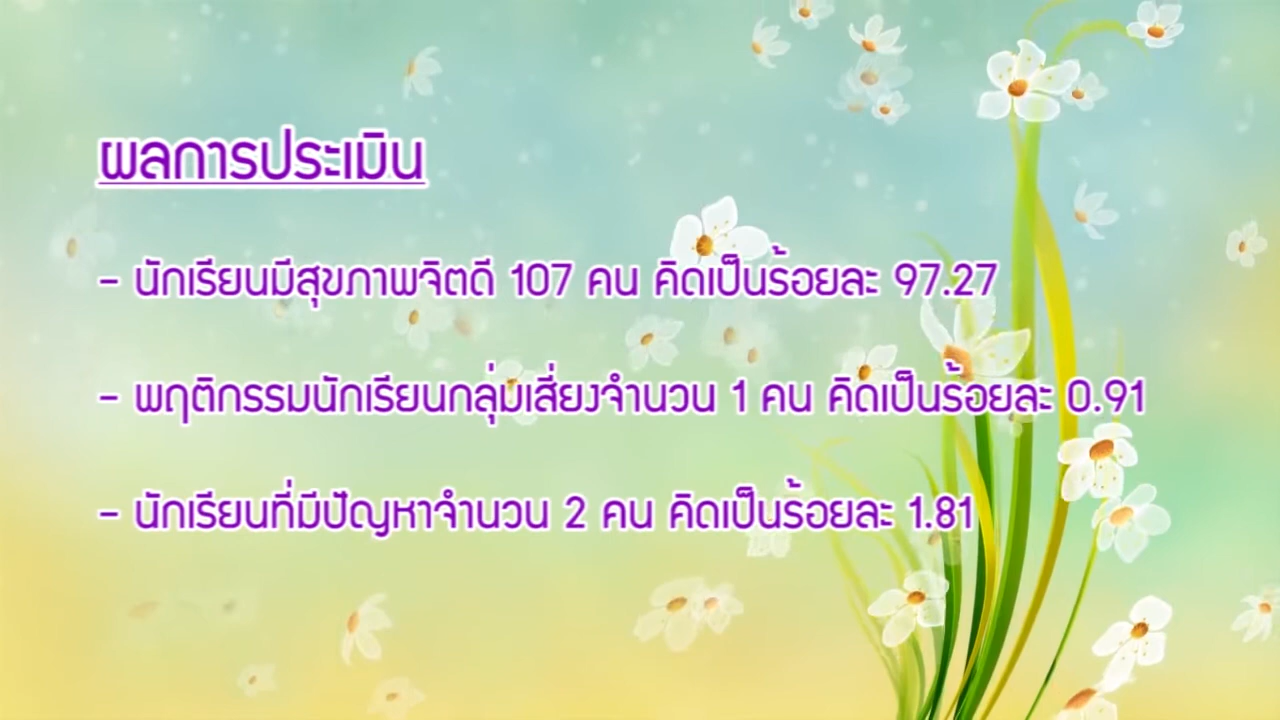 ผลการประเมิน
- นักเรียนมีสุขภาพจิตดี 107 คน คิดเป็นร้อยละ 97.27
- พฤติกรรมนักเรียนกลุ่มเสี่ยงจำนวน 1 คน คิดเป็นร้อยละ 0.91
- นักเรียนที่มีปัญหาจำนวน 2 คน คิดเป็นร้อยละ 1.81